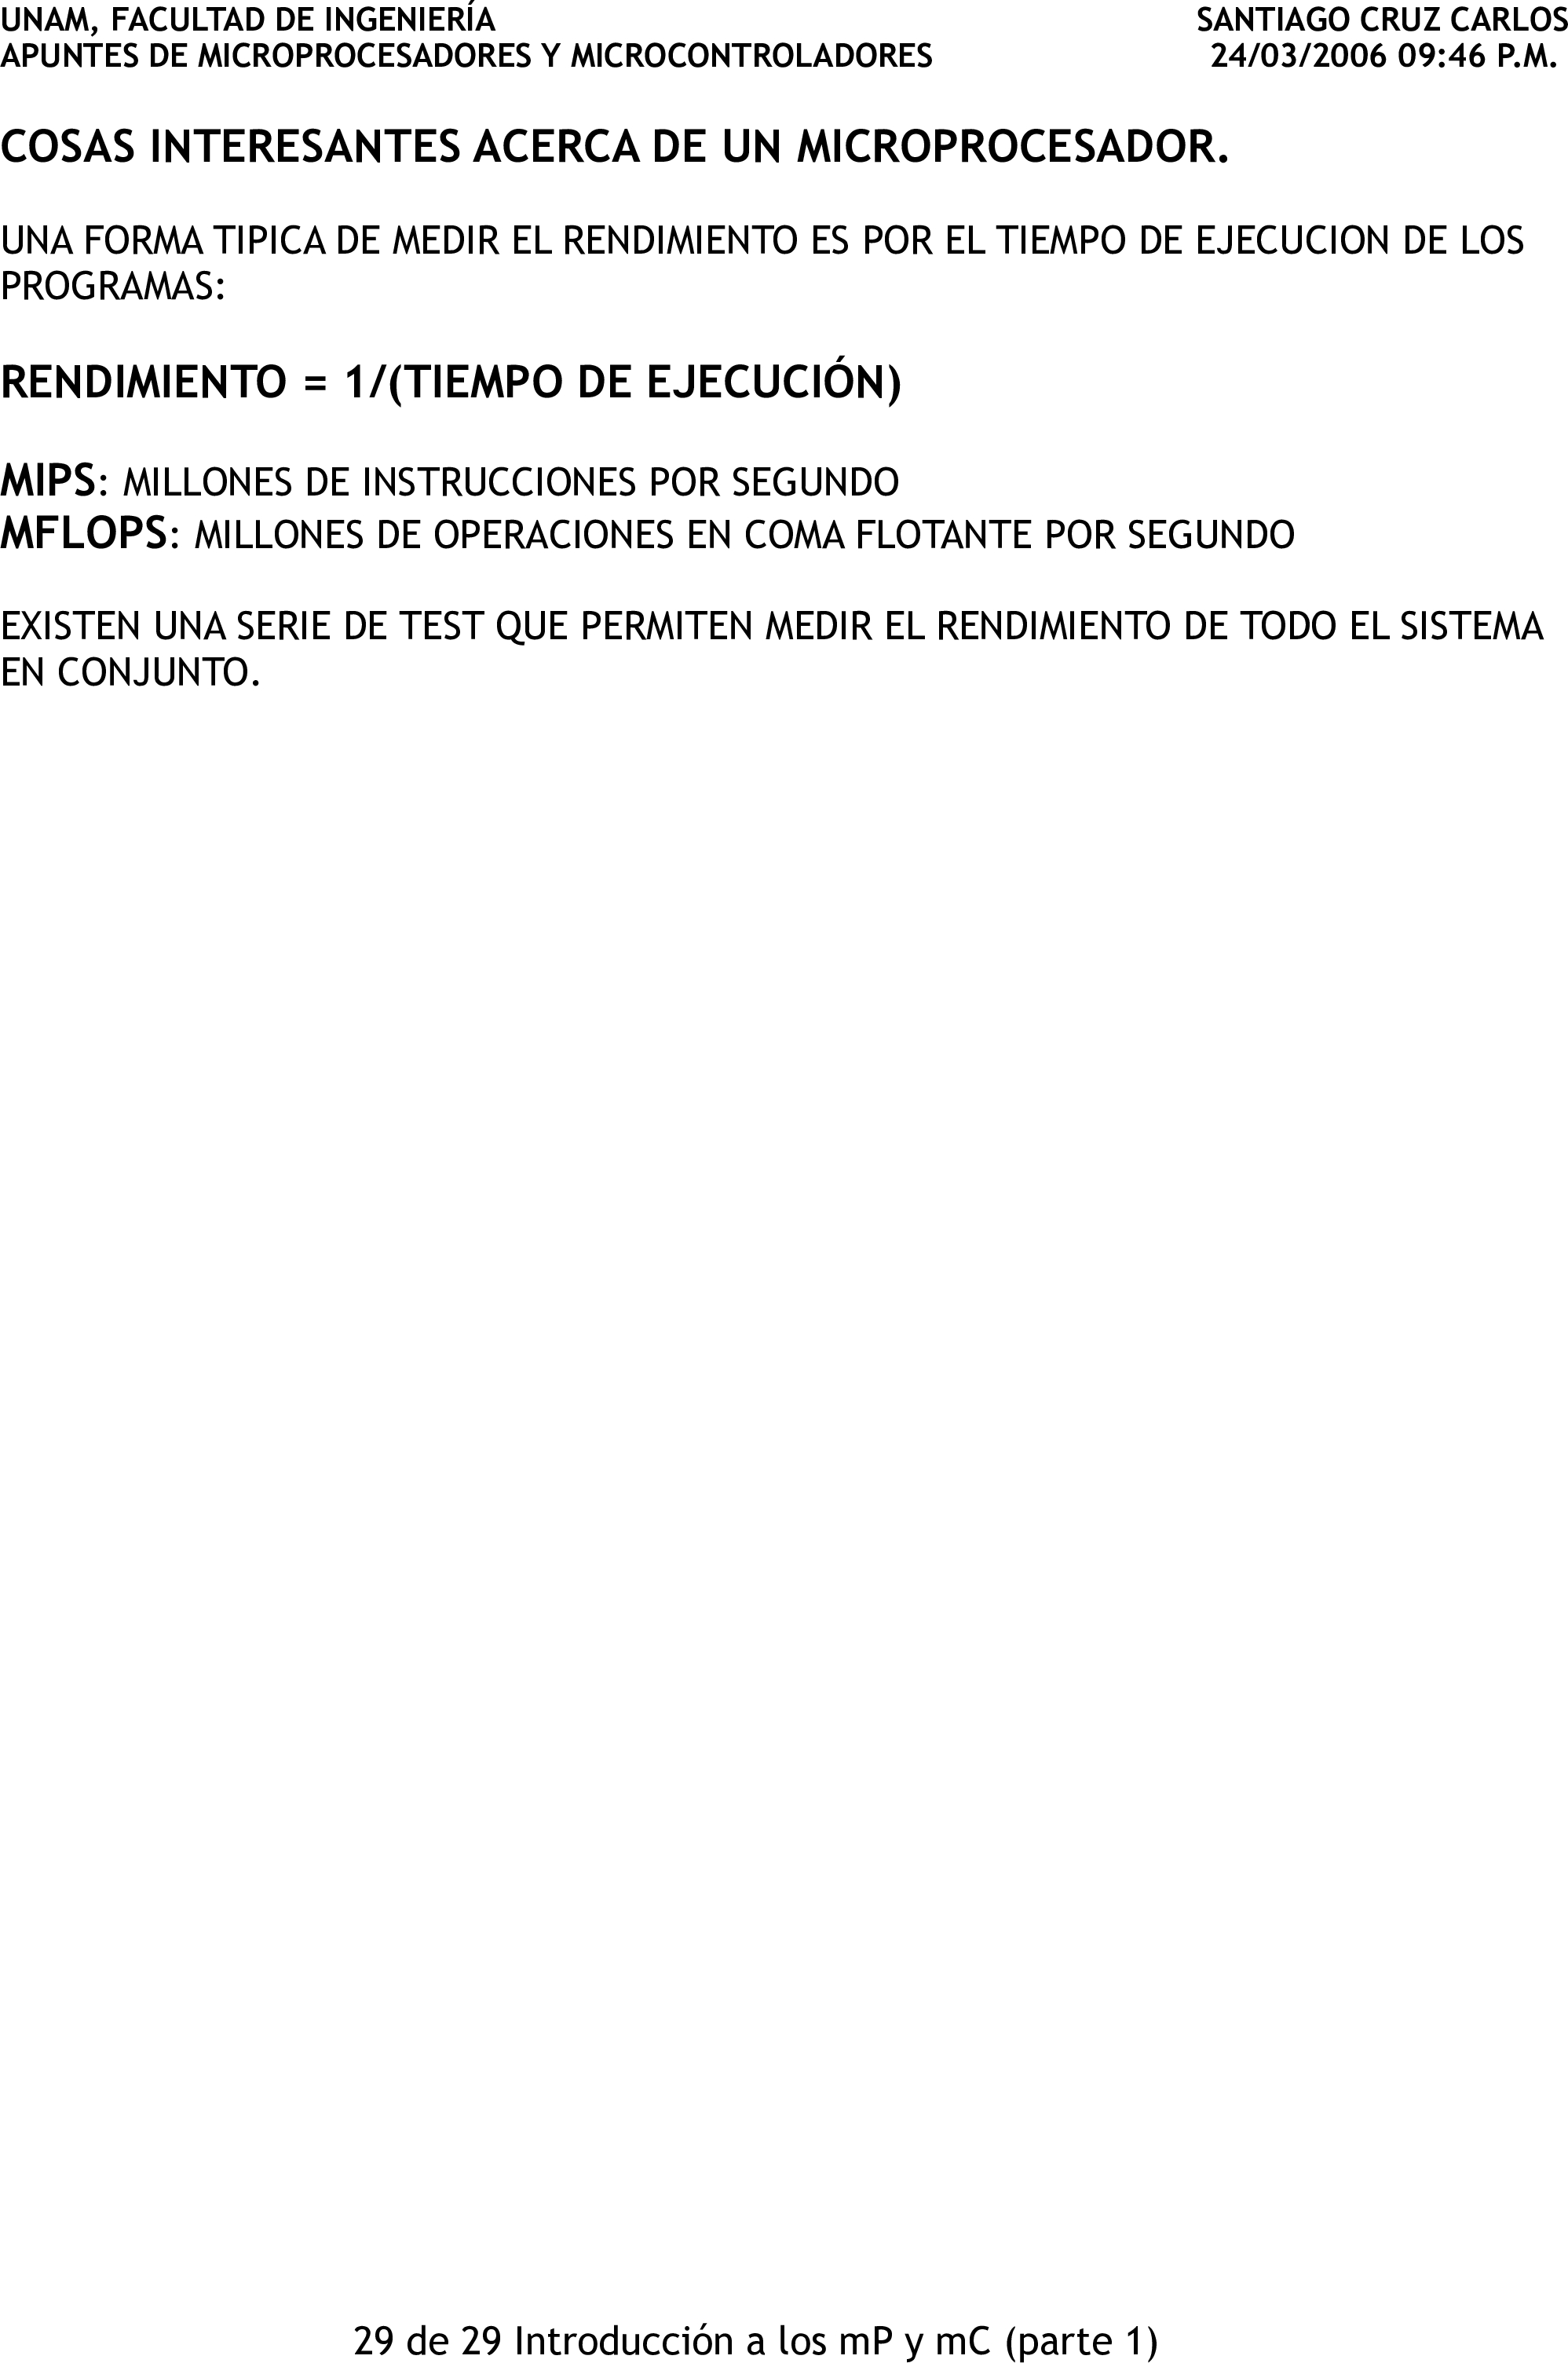 UNAM, FACULTAD DE INGENIERÍA SANTIAGO CRUZ CARLOS
APUNTES DE MICROPROCESADORES Y MICROCONTROLADORES 24/03/2006 09:46 P.M.
COSAS INTERESANTES ACERCA DE UN MICROPROCESADOR.
UNA FORMA TIPICA DE MEDIR EL RENDIMIENTO ES POR EL TIEMPO DE EJECUCION DE LOS
PROGRAMAS:
RENDIMIENTO = 1/(TIEMPO DE EJECUCIÓN)
MIPS: MILLONES DE INSTRUCCIONES POR SEGUNDO
MFLOPS: MILLONES DE OPERACIONES EN COMA FLOTANTE POR SEGUNDO
EXISTEN UNA SERIE DE TEST QUE PERMITEN MEDIR EL RENDIMIENTO DE TODO EL SISTEMA
EN CONJUNTO.
29 de 29 Introducción a los mP y mC (parte 1)